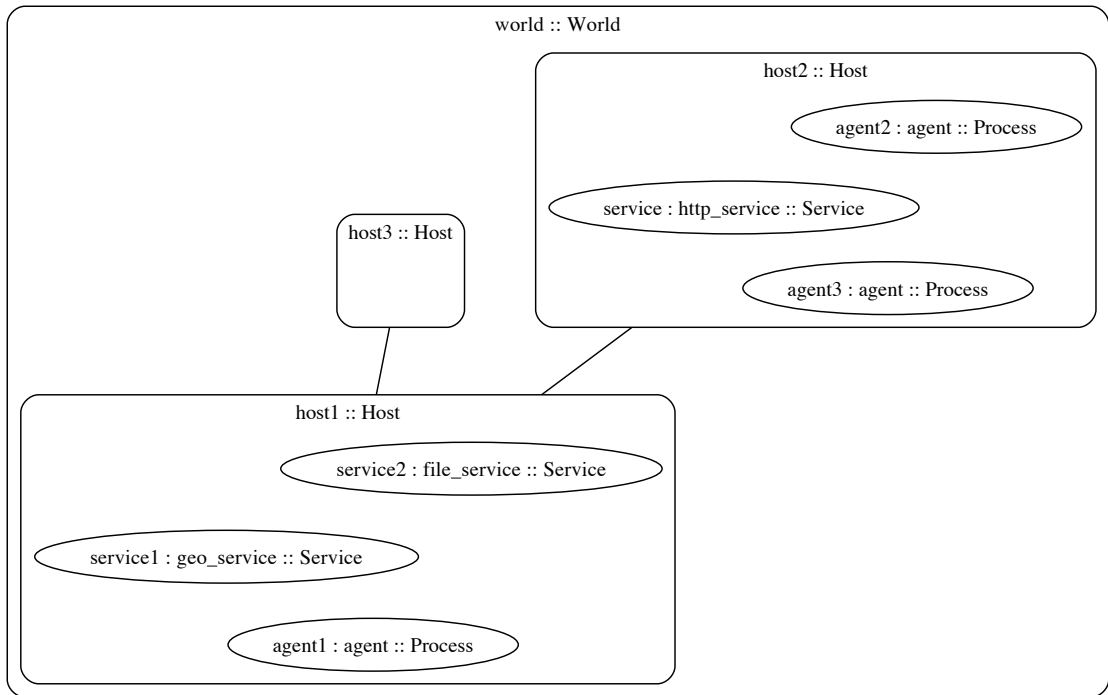 world :: World
host2 :: Host
agent2 : agent :: Process
service : http_service :: Service
host3 :: Host
agent3 : agent :: Process
host1 :: Host
service2 : file_service :: Service
service1 : geo_service :: Service
agent1 : agent :: Process